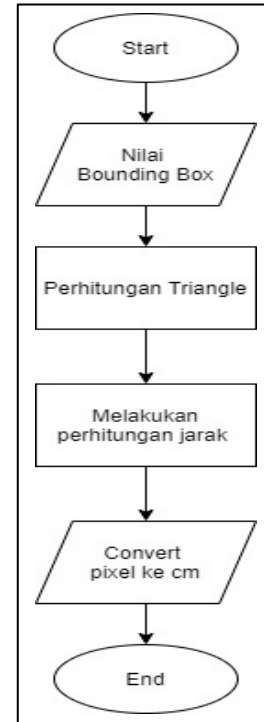 Start
Nilai
Bounding Box
Perhitungan Triangle
Melakukan
perhitungan jarak
Convert
pixel ke cm
End